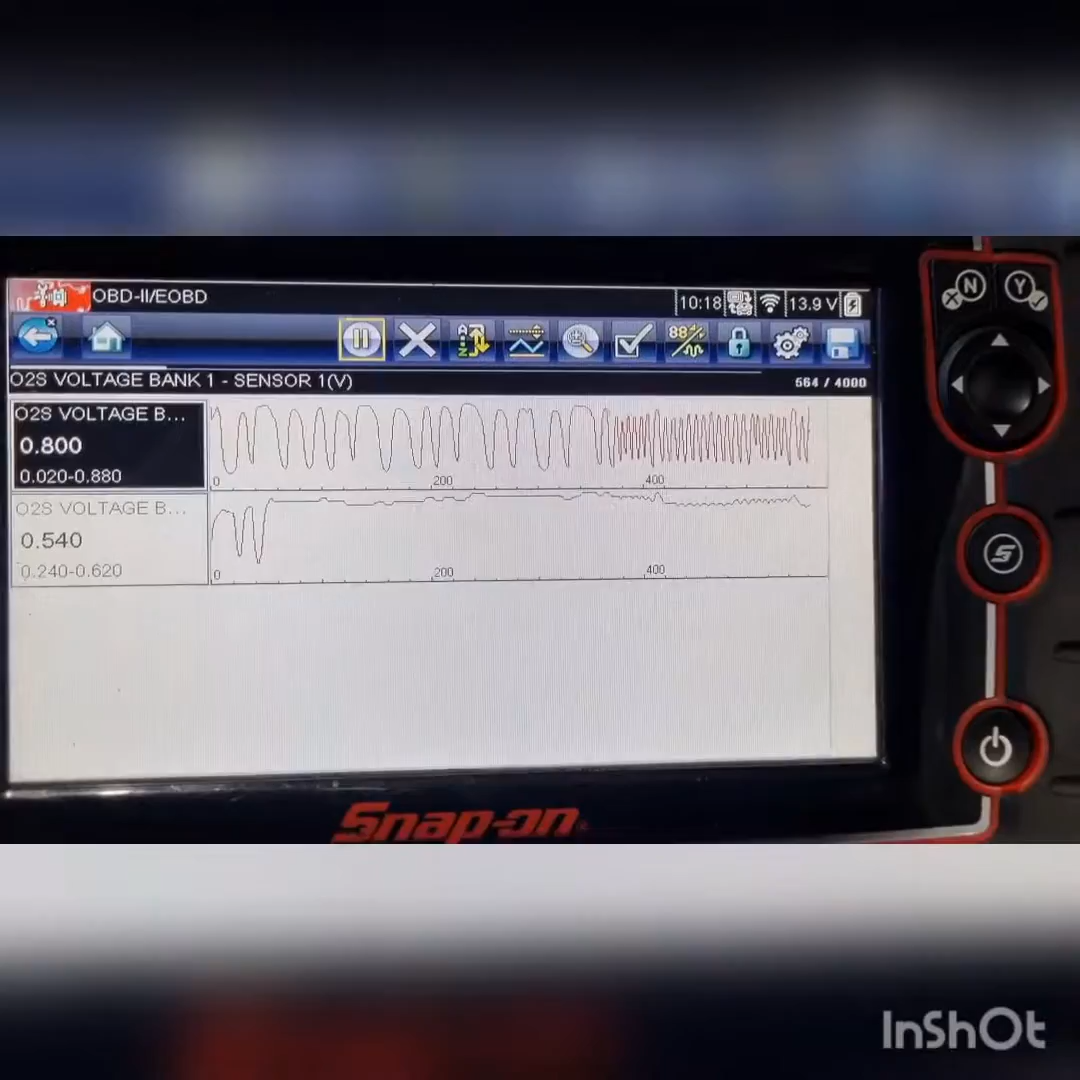 OBD-II/EOBD
10:18
13.9 V
O2S VOLTAGE BANK 1 - SENSOR 1(V)
564 / 4000
O2S VOLTAGE B...
0.800
0.020-0.880
0
200
400
O2S VOLTAGE B...
0.540
0.240-0.620
0
200
400
N
Y
S
Snap-on
InShOt